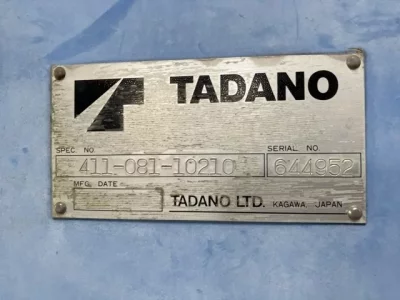 TADANO
SPEC NO. SERIAL NO.
411-081-10210 644952
MFG. DATE
TADANO LTD. KAGAWA, JAPAN